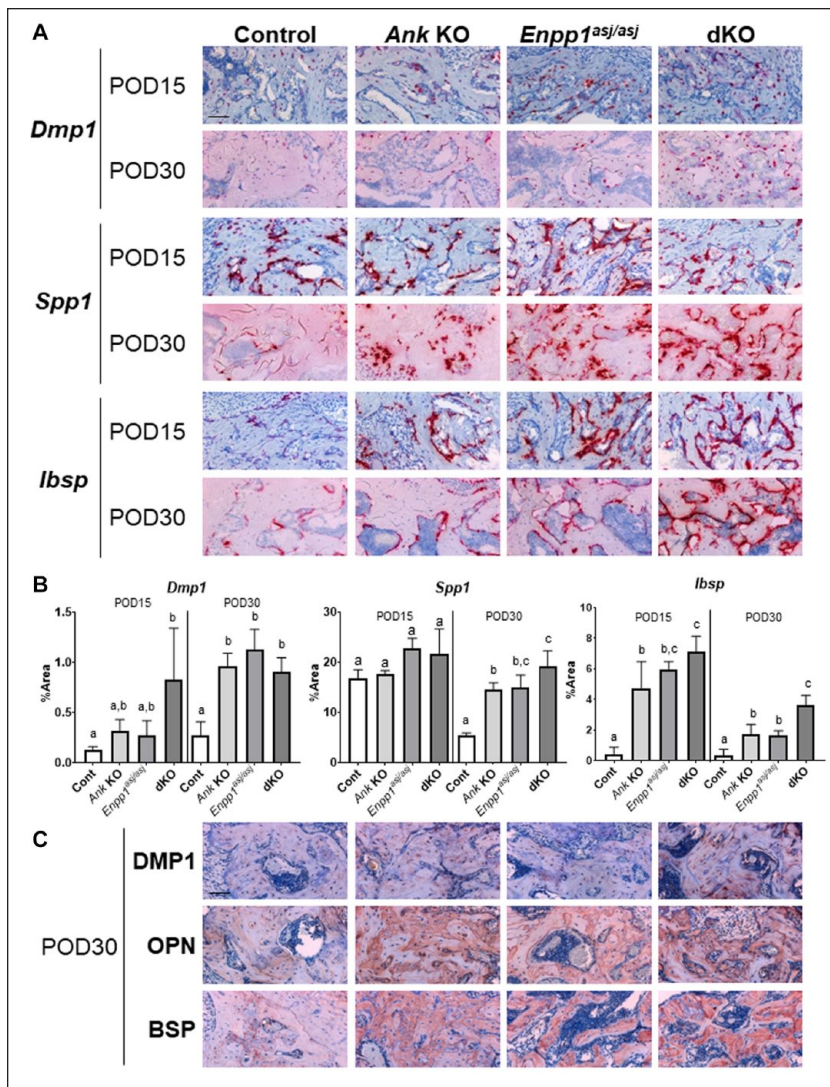 A
Control
Ank KO
Enpp1asj/asj
dKO
Dmp1
POD15
POD30
Spp1
POD15
POD30
Ibsp
POD15
POD30
B
Dmp1
Spp1
Ibsp
POD15
POD30
POD15
POD30
POD15
POD30
%Area
1.5
1.0
0.5
0.0
a
a,b
a,b
b
a
b
b
b
Cont
Ank KO
Enpp1asj/asj
dKO
Cont
Ank KO
Enpp1asj/asj
dKO
%Area
30
20
10
0
a
a
a
a
a
b
b,c
c
Cont
Ank KO
Enpp1asj/asj
dKO
Cont
Ank KO
Enpp1asj/asj
dKO
%Area
10
8
6
4
2
0
a
b
b,c
c
a
b
b
c
Cont
Ank KO
Enpp1asj/asj
dKO
Cont
Ank KO
Enpp1asj/asj
dKO
C
POD30
DMP1
OPN
BSP